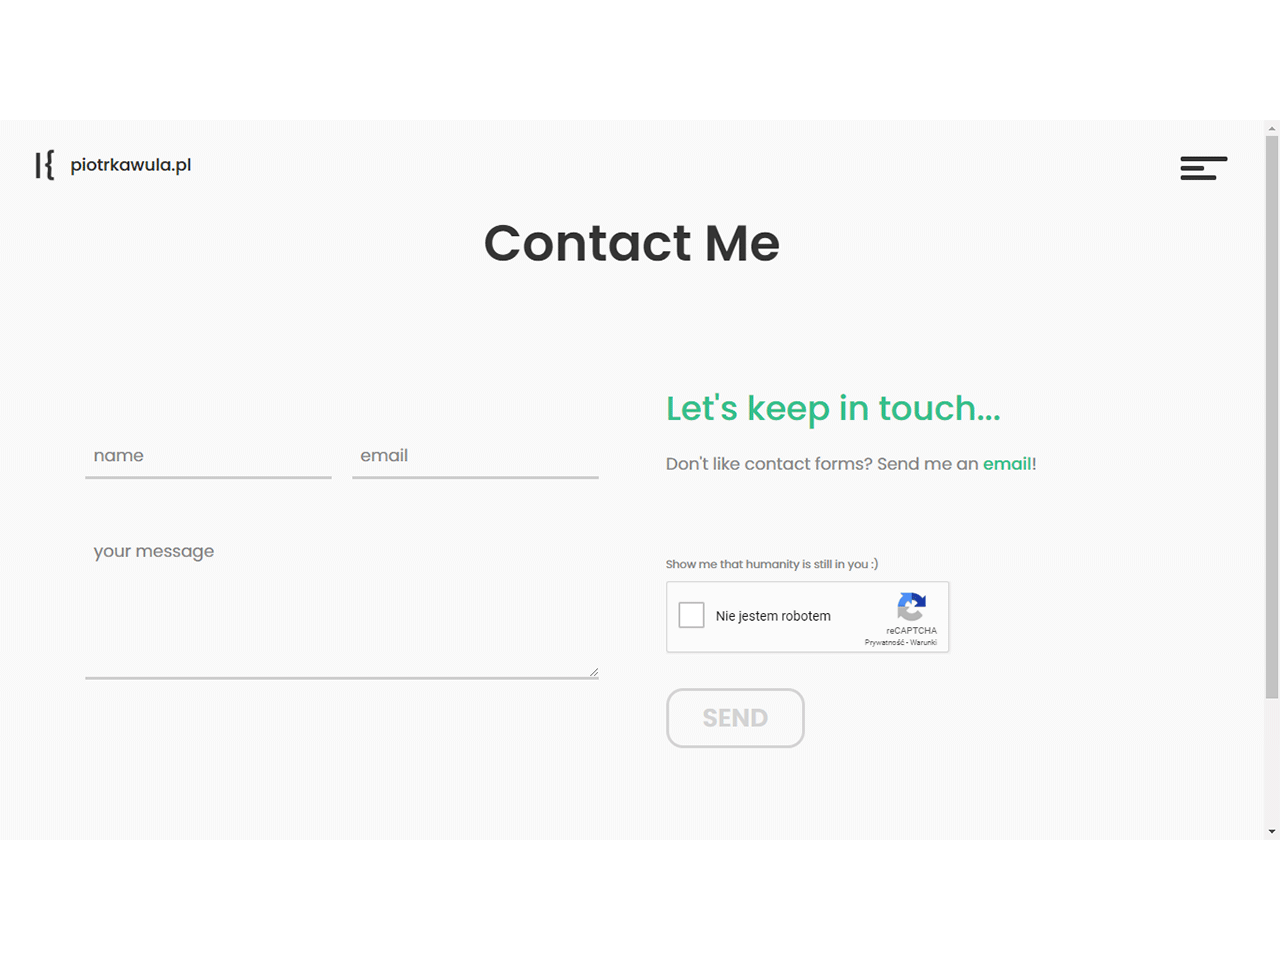 piotrkawula.pl
Contact Me
name
email
your message
Let's keep in touch...
Don't like contact forms? Send me an email!
Show me that humanity is still in you :)
Nie jestem robotem
reCAPTCHA
Prywatność - Warunki
SEND